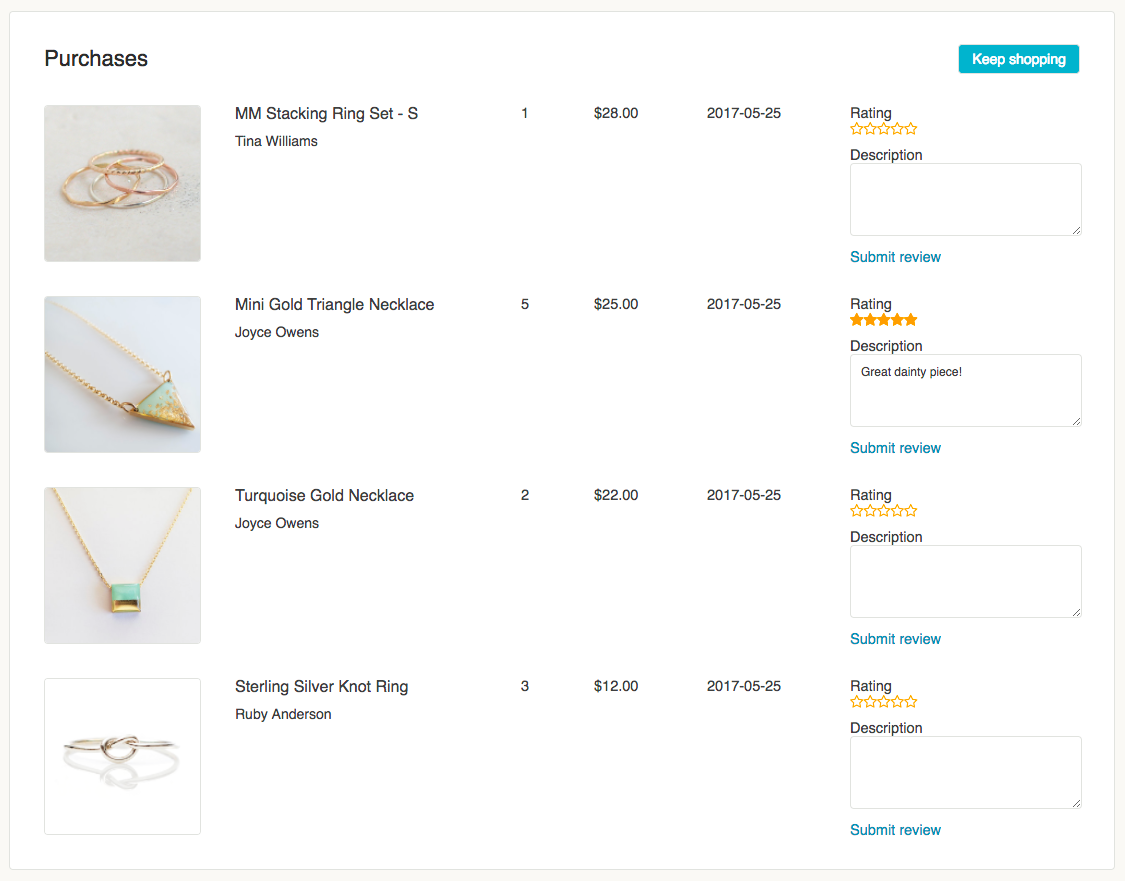 Purchases
Keep shopping
MM Stacking Ring Set - S 1 $28.00 2017-05-25 Rating
Tina Williams
Description
Submit review
Mini Gold Triangle Necklace 5 $25.00 2017-05-25 Rating
Joyce Owens
Description
Great dainty piece!
Submit review
Turquoise Gold Necklace 2 $22.00 2017-05-25 Rating
Joyce Owens
Description
Submit review
Sterling Silver Knot Ring 3 $12.00 2017-05-25 Rating
Ruby Anderson
Description
Submit review